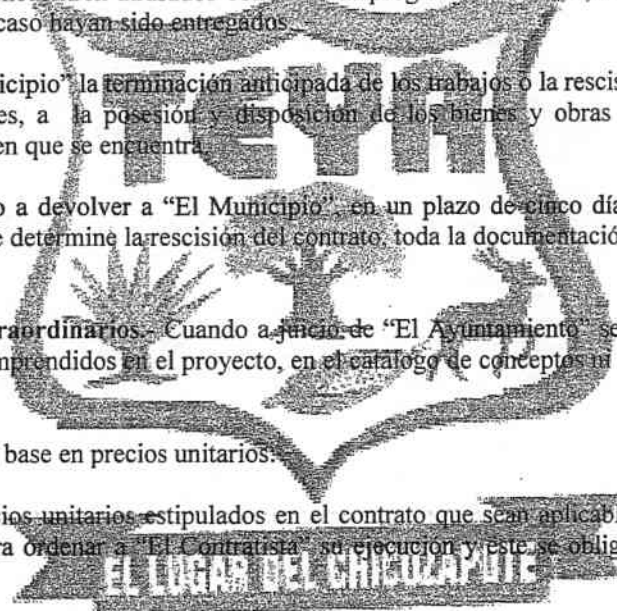 caso hayan sido entregados
TEYA
icipio" la terminación anticipada de los trabajos o la rescis
es, a la posesión y disposición de los bienes y obras
en que se encuentra.
o a devolver a "El Municipio", en un plazo de cinco día
e determine la rescisión del contrato, toda la documentació
raordinarios.- Cuando a juicio de "El Ayuntamiento" se
mprendidos en el proyecto, en el catálogo de conceptos ni
base en precios unitarios.
cios unitarios estipulados en el contrato que sean aplicabl
ra ordenar a "El Contratista" su ejecución y éste se oblig
EL LUGAR DEL CHICOZAPOTE